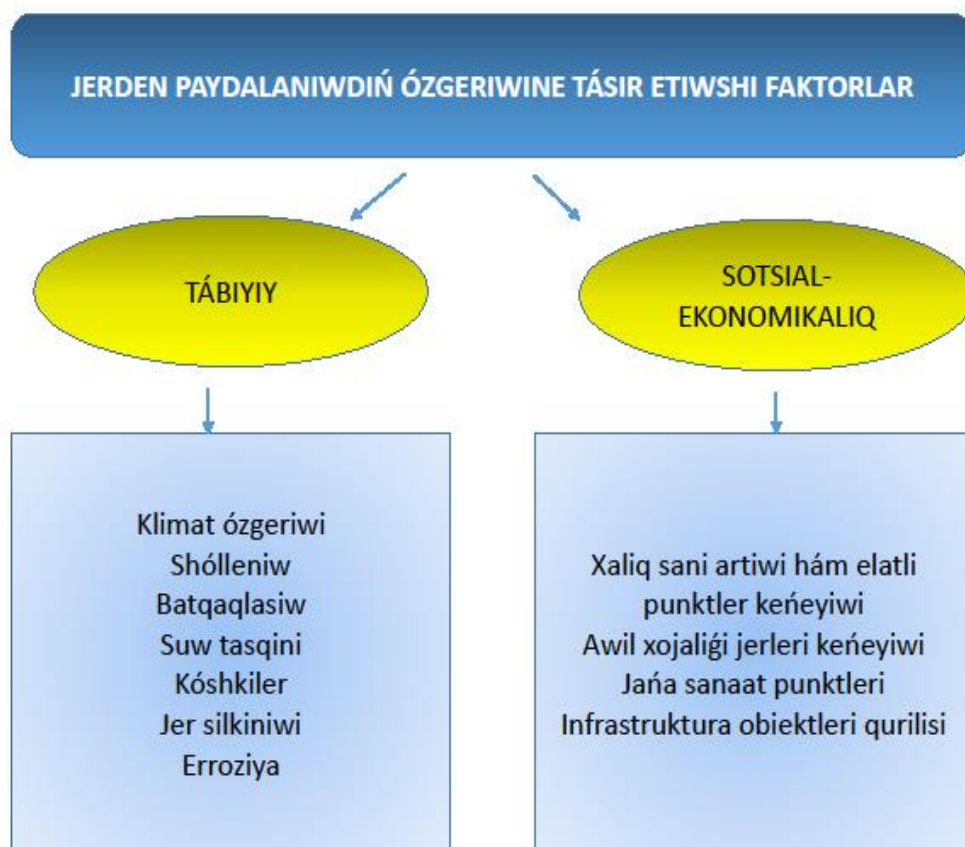 JERDEN PAYDALANIWDIŃ ÓZGERIWINE TÁSIR ETIWSHI FAKTORLAR
TÁBIYIY
SOTSIAL-
EKONOMIKALIQ
Klimat ózgeriwi
Shólleniw
Batqaqlasiw
Suw tasqini
Kóshkiler
Jer silkiniwi
Erroziya
Xaliq sani artiwi hám elatli
punktler keńeyiwi
Awil xojaliǵi jerleri keńeyiwi
Jańa sanaat punktleri
Infrastruktura obiektleri qurilisi